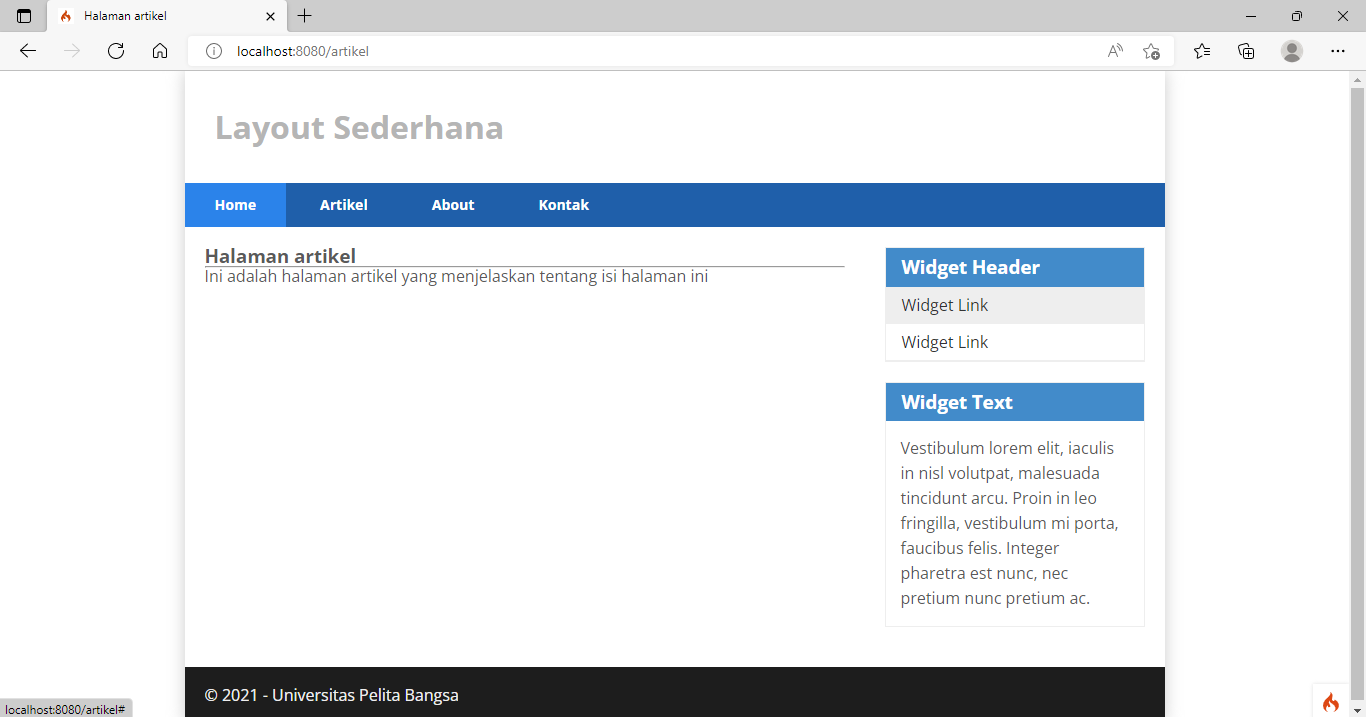 Halaman artikel
localhost:8080/artikel
Layout Sederhana
Home Artikel About Kontak
Halaman artikel
Ini adalah halaman artikel yang menjelaskan tentang isi halaman ini
Widget Header
Widget Link
Widget Link
Widget Text
Vestibulum lorem elit, iaculis
in nisl volutpat, malesuada
tincidunt arcu. Proin in leo
fringilla, vestibulum mi porta,
faucibus felis. Integer
pharetra est nunc, nec
pretium nunc pretium ac.
© 2021 - Universitas Pelita Bangsa
localhost:8080/artikel#